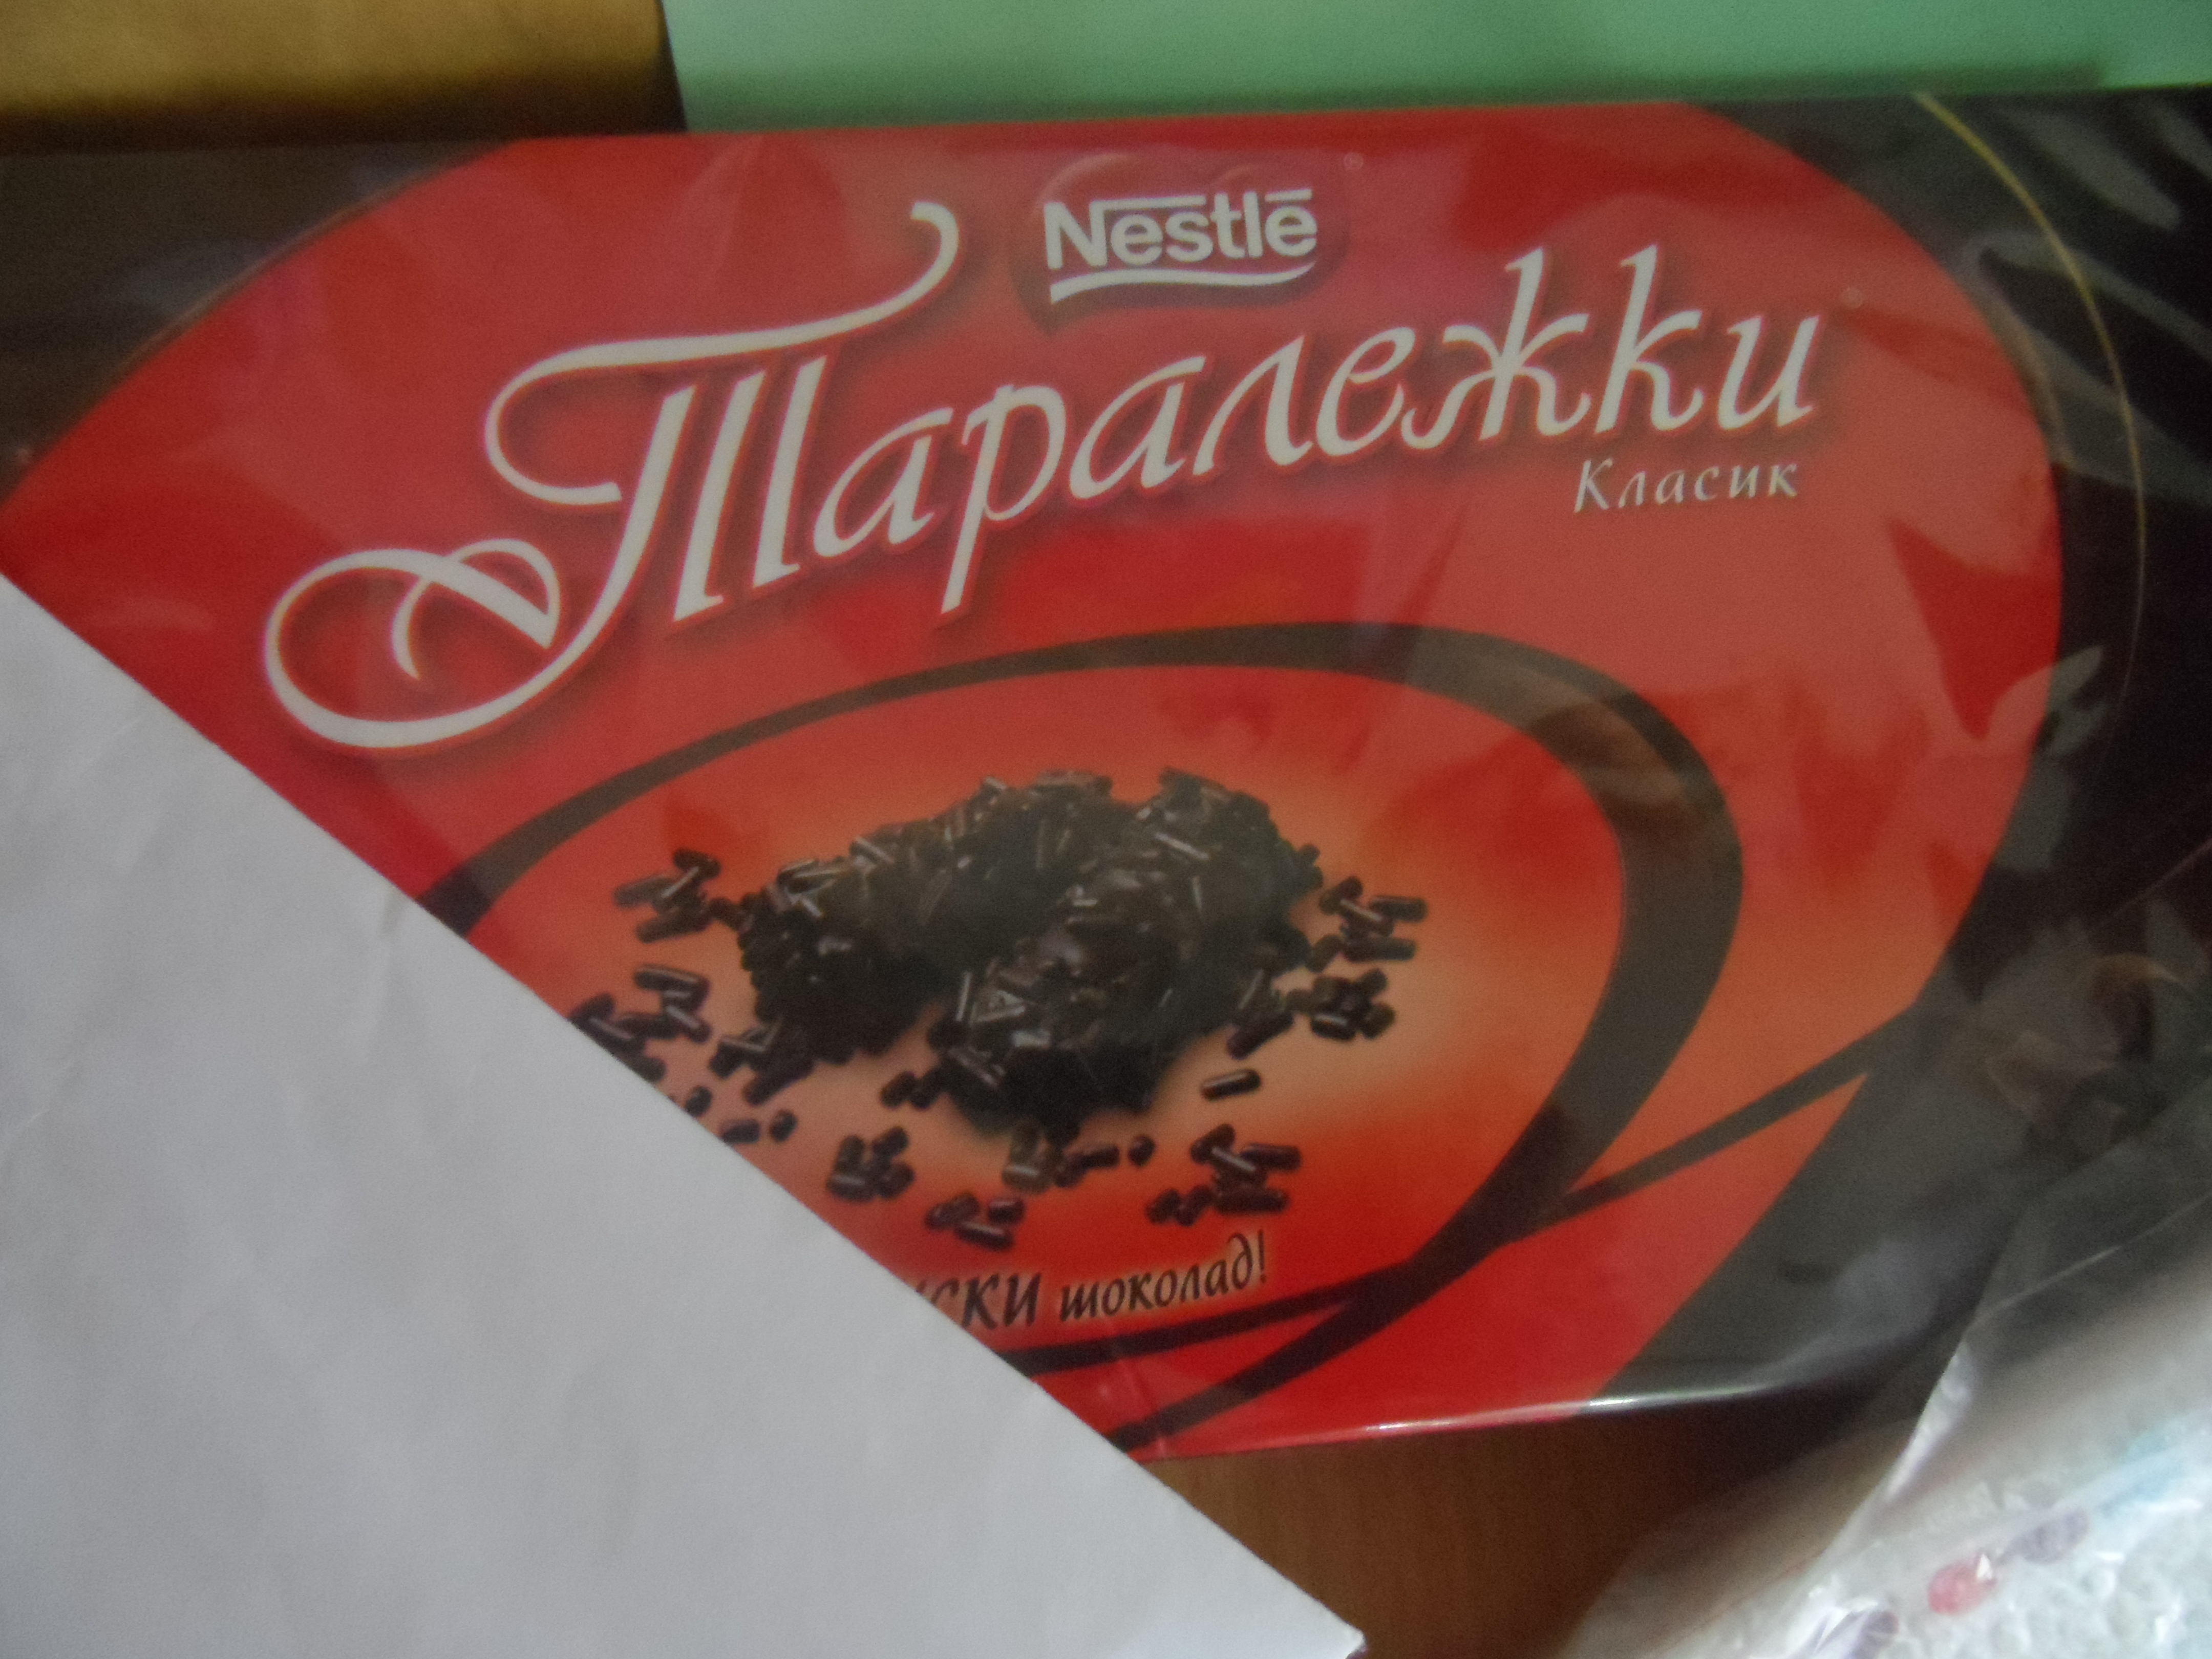 Nestlé
Таралежки
Класик
шоколад!